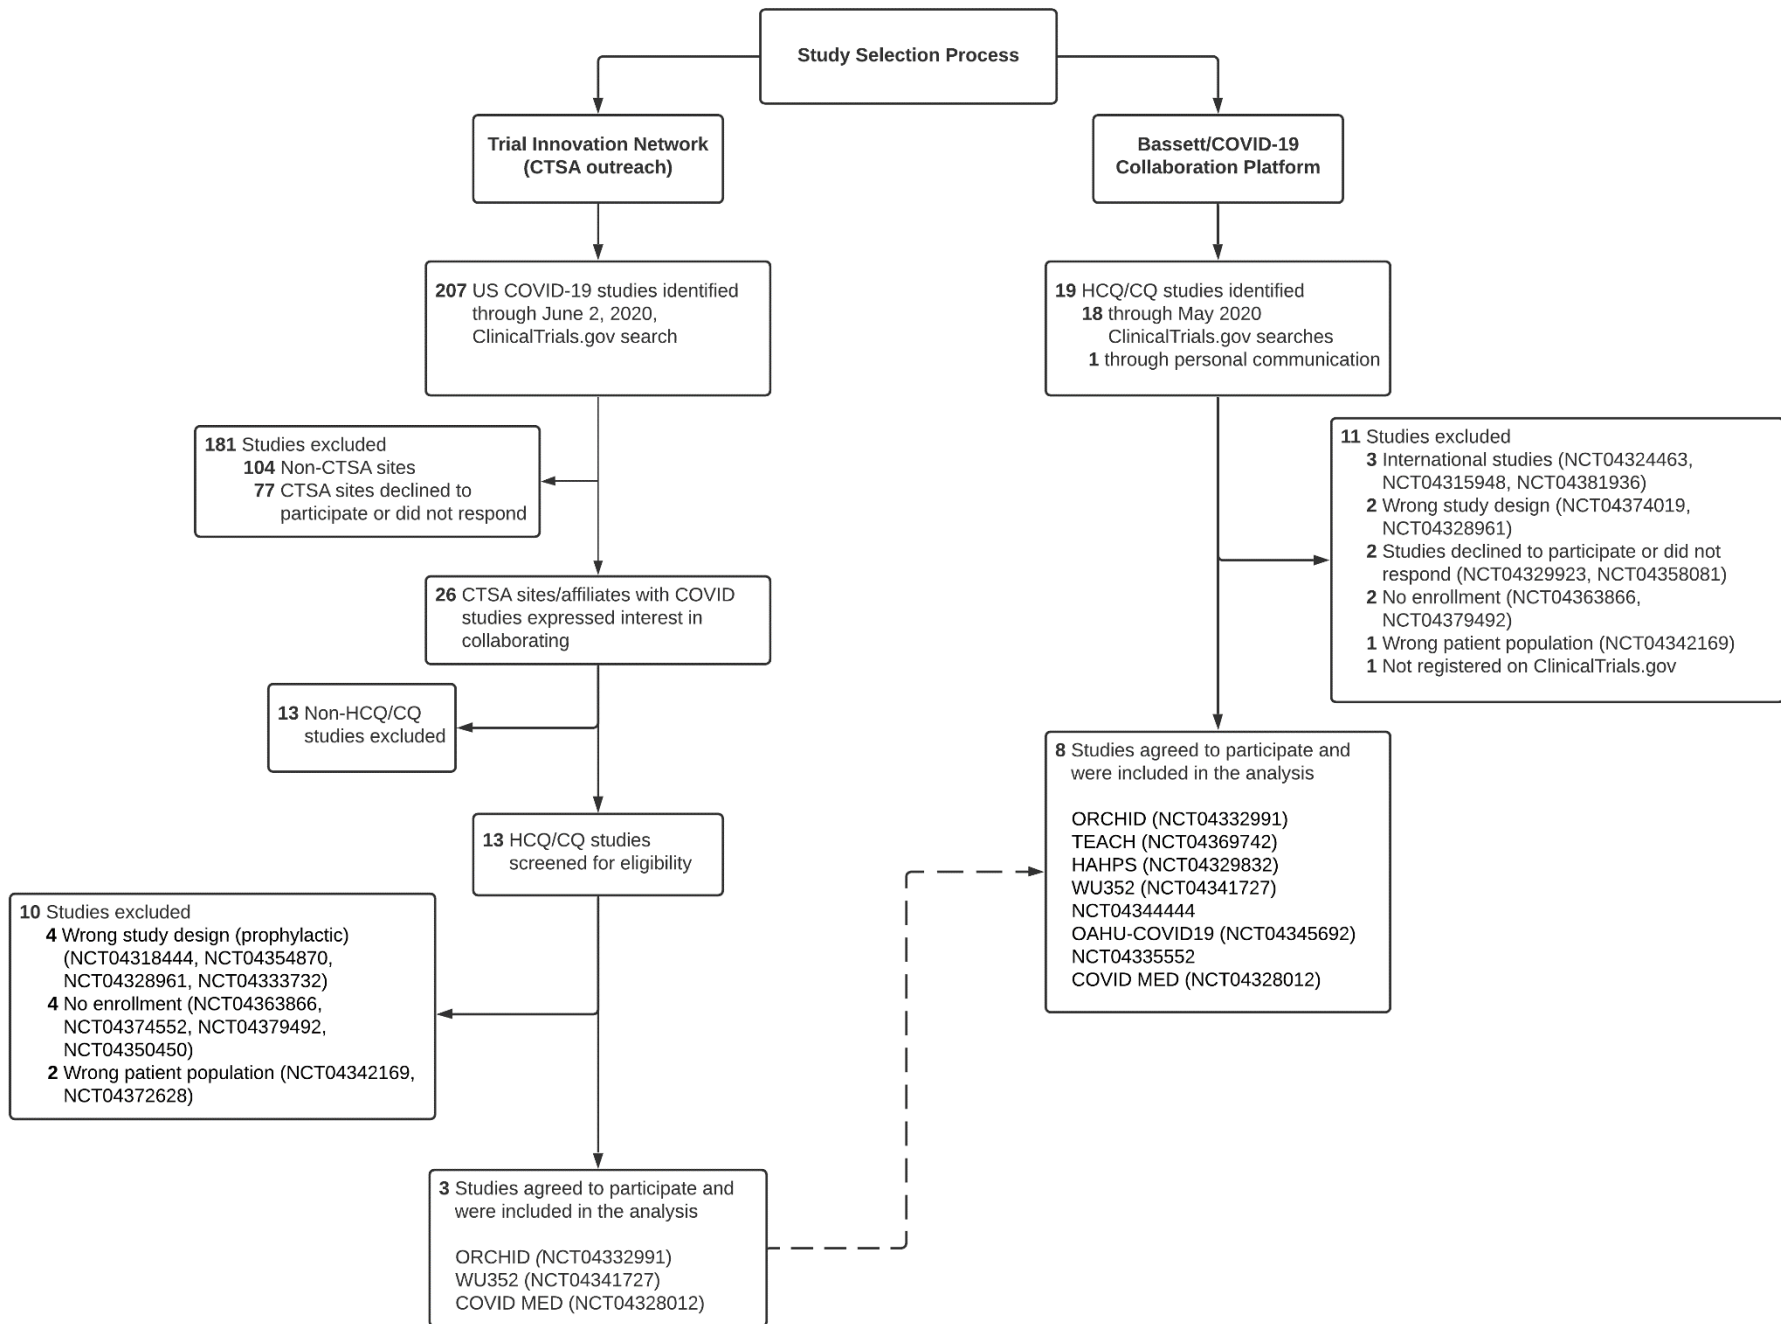 Study Selection Process
Trial Innovation Network
(CTSA outreach)
Bassett/COVID-19
Collaboration Platform
207 US COVID-19 studies identified
through June 2, 2020,
ClinicalTrials.gov search
19 HCQ/CQ studies identified
18 through May 2020
ClinicalTrials.gov searches
1 through personal communication
181 Studies excluded
104 Non-CTSA sites
77 CTSA sites declined to
participate or did not respond
11 Studies excluded
3 International studies (NCT04324463,
NCT04315948, NCT04381936)
2 Wrong study design (NCT04374019,
NCT04328961)
2 Studies declined to participate or did not
respond (NCT04329923, NCT04358081)
2 No enrollment (NCT04363866,
NCT04379492)
1 Wrong patient population (NCT04342169)
1 Not registered on ClinicalTrials.gov
26 CTSA sites/affiliates with COVID
studies expressed interest in
collaborating
13 Non-HCQ/CQ
studies excluded
13 HCQ/CQ studies
screened for eligibility
8 Studies agreed to participate and
were included in the analysis
ORCHID (NCT04332991)
TEACH (NCT04369742)
HAHPS (NCT04329832)
WU352 (NCT04341727)
NCT04344444
OAHU-COVID19 (NCT04345692)
NCT04335552
COVID MED (NCT04328012)
10 Studies excluded
4 Wrong study design (prophylactic)
(NCT04318444, NCT04354870,
NCT04328961, NCT04333732)
4 No enrollment (NCT04363866,
NCT04374552, NCT04379492,
NCT04350450)
2 Wrong patient population (NCT04342169,
NCT04372628)
3 Studies agreed to participate and
were included in the analysis
ORCHID (NCT04332991)
WU352 (NCT04341727)
COVID MED (NCT04328012)